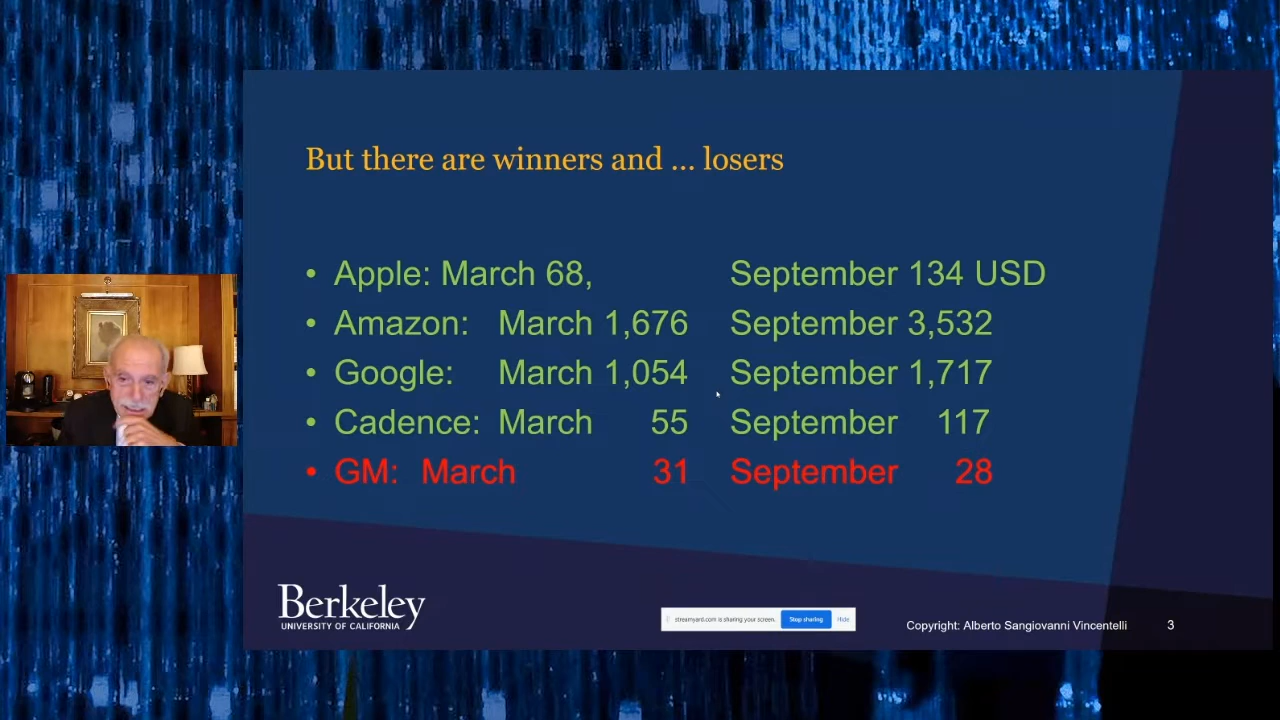 But there are winners and ... losers
• Apple: March 68, September 134 USD
• Amazon: March 1,676 September 3,532
• Google: March 1,054 September 1,717
• Cadence: March 55 September 117
• GM: March 31 September 28
Berkeley
UNIVERSITY OF CALIFORNIA
streamyard.com is sharing your screen. Stop sharing Hide
Copyright: Alberto Sangiovanni Vincentelli 3